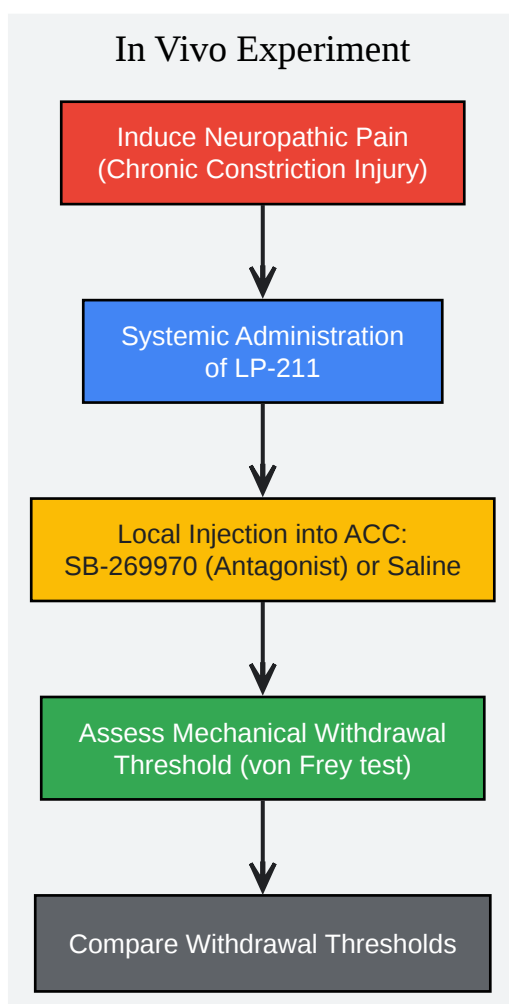 In Vivo Experiment
Induce Neuropathic Pain
(Chronic Constriction Injury)
Systemic Administration
of LP-211
Local Injection into ACC:
SB-269970 (Antagonist) or Saline
Assess Mechanical Withdrawal
Threshold (von Frey test)
Compare Withdrawal Thresholds